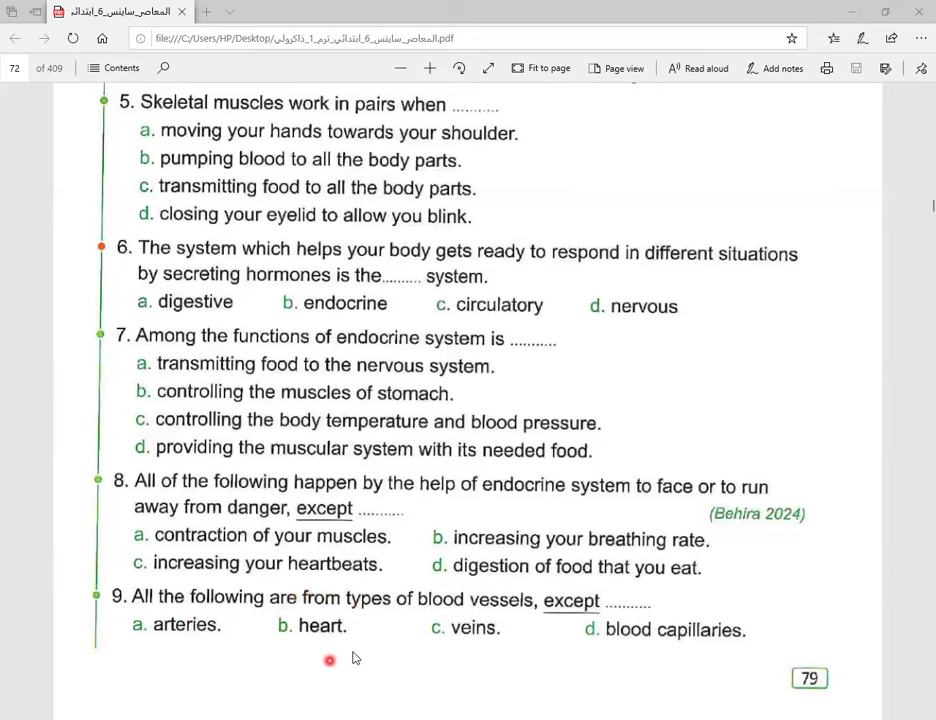 المعاصر_ساينس_6_ابتدائي
file:///C:/Users/HP/Desktop/المعاصر_ساينس_6_ابتدائي_ترم_1_ذاكرولي.pdf
72 of 409 Contents Fit to page Page view Read aloud Add notes
5. Skeletal muscles work in pairs when ..........
a. moving your hands towards your shoulder.
b. pumping blood to all the body parts.
c. transmitting food to all the body parts.
d. closing your eyelid to allow you blink.
6. The system which helps your body gets ready to respond in different situations
by secreting hormones is the......... system.
a. digestive b. endocrine c. circulatory d. nervous
7. Among the functions of endocrine system is ...........
a. transmitting food to the nervous system.
b. controlling the muscles of stomach.
c. controlling the body temperature and blood pressure.
d. providing the muscular system with its needed food.
8. All of the following happen by the help of endocrine system to face or to run
away from danger, except ...........
(Behira 2024)
a. contraction of your muscles. b. increasing your breathing rate.
c. increasing your heartbeats. d. digestion of food that you eat.
9. All the following are from types of blood vessels, except ...........
a. arteries. b. heart. c. veins. d. blood capillaries.
79